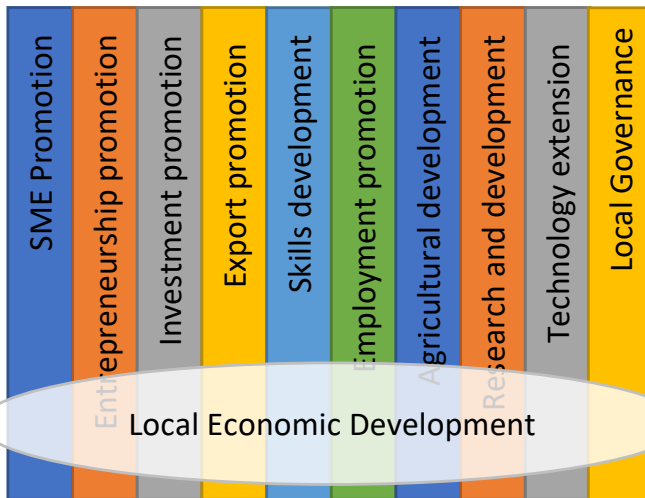 SME Promotion
Entrepreneurship promotion
Investment promotion
Export promotion
Skills development
Employment promotion
Agricultural development
Research and development
Technology extension
Local Governance
Local Economic Development